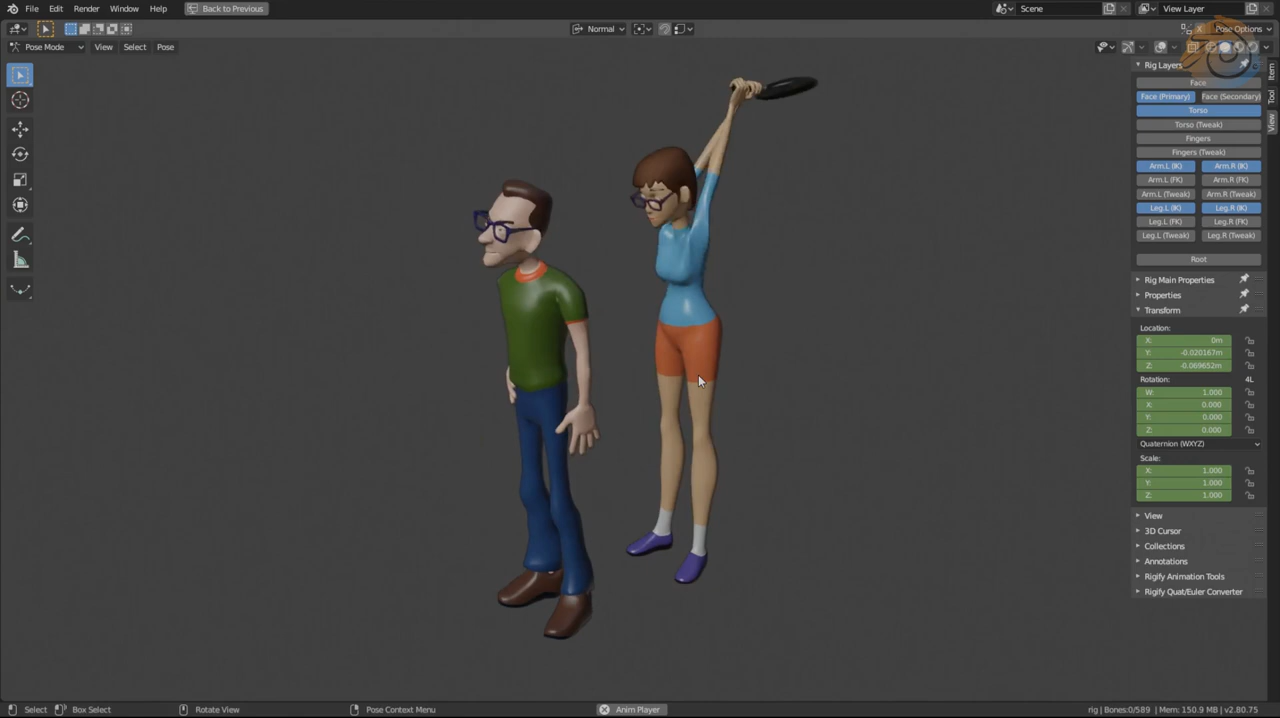 File Edit Render Window Help Back to Previous Scene View Layer
Normal Pose Options
Pose Mode View Select Pose
Rig Layers
Face
Face (Primary) Face (Secondary)
Torso
Torso (Tweak)
Fingers
Fingers (Tweak)
Arm.L (IK) Arm.R (IK)
Arm.L (FK) Arm.R (FK)
Arm.L (Tweak) Arm.R (Tweak)
Leg.L (IK) Leg.R (IK)
Leg.L (FK) Leg.R (FK)
Leg.L (Tweak) Leg.R (Tweak)
Root
Item
Tool
View
Rig Main Properties
Properties
Transform
Location:
X: 0m
Y: -0.020167m
Z: -0.069652m
Rotation: 4L
W: 1.000
X: 0.000
Y: 0.000
Z: 0.000
Quaternion (WXYZ)
Scale:
X: 1.000
Y: 1.000
Z: 1.000
View
3D Cursor
Collections
Annotations
Rigify Animation Tools
Rigify Quat/Euler Converter
Select Box Select Rotate View Pose Context Menu Anim Player rig | Bones:0/589 | Mem: 150.9 MB | v2.80.75